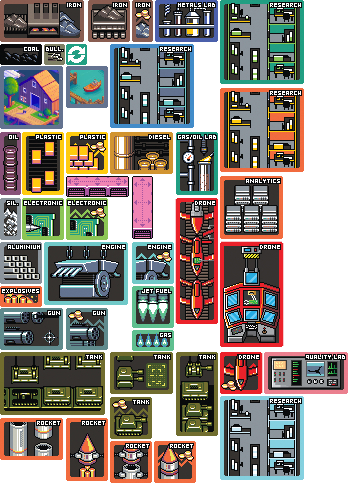 IRON
IRON
IRON
METALS LAB
RESEARCH
COAL
BULL.
RESEARCH
RESEARCH
OIL
PLASTIC
PLASTIC
DIESEL
GAS/OIL LAB
ANALYTICS
SIL.
ELECTRONIC
ELECTRONIC
DRONE
ALUMINIUM
ENGINE
ENGINE
DRONE
EXPLOSIVES
JET FUEL
GUN
GUN
GAS
TANK
TANK
TANK
DRONE
QUALITY LAB
TANK
RESEARCH
ROCKET
ROCKET
ROCKET
ROCKET